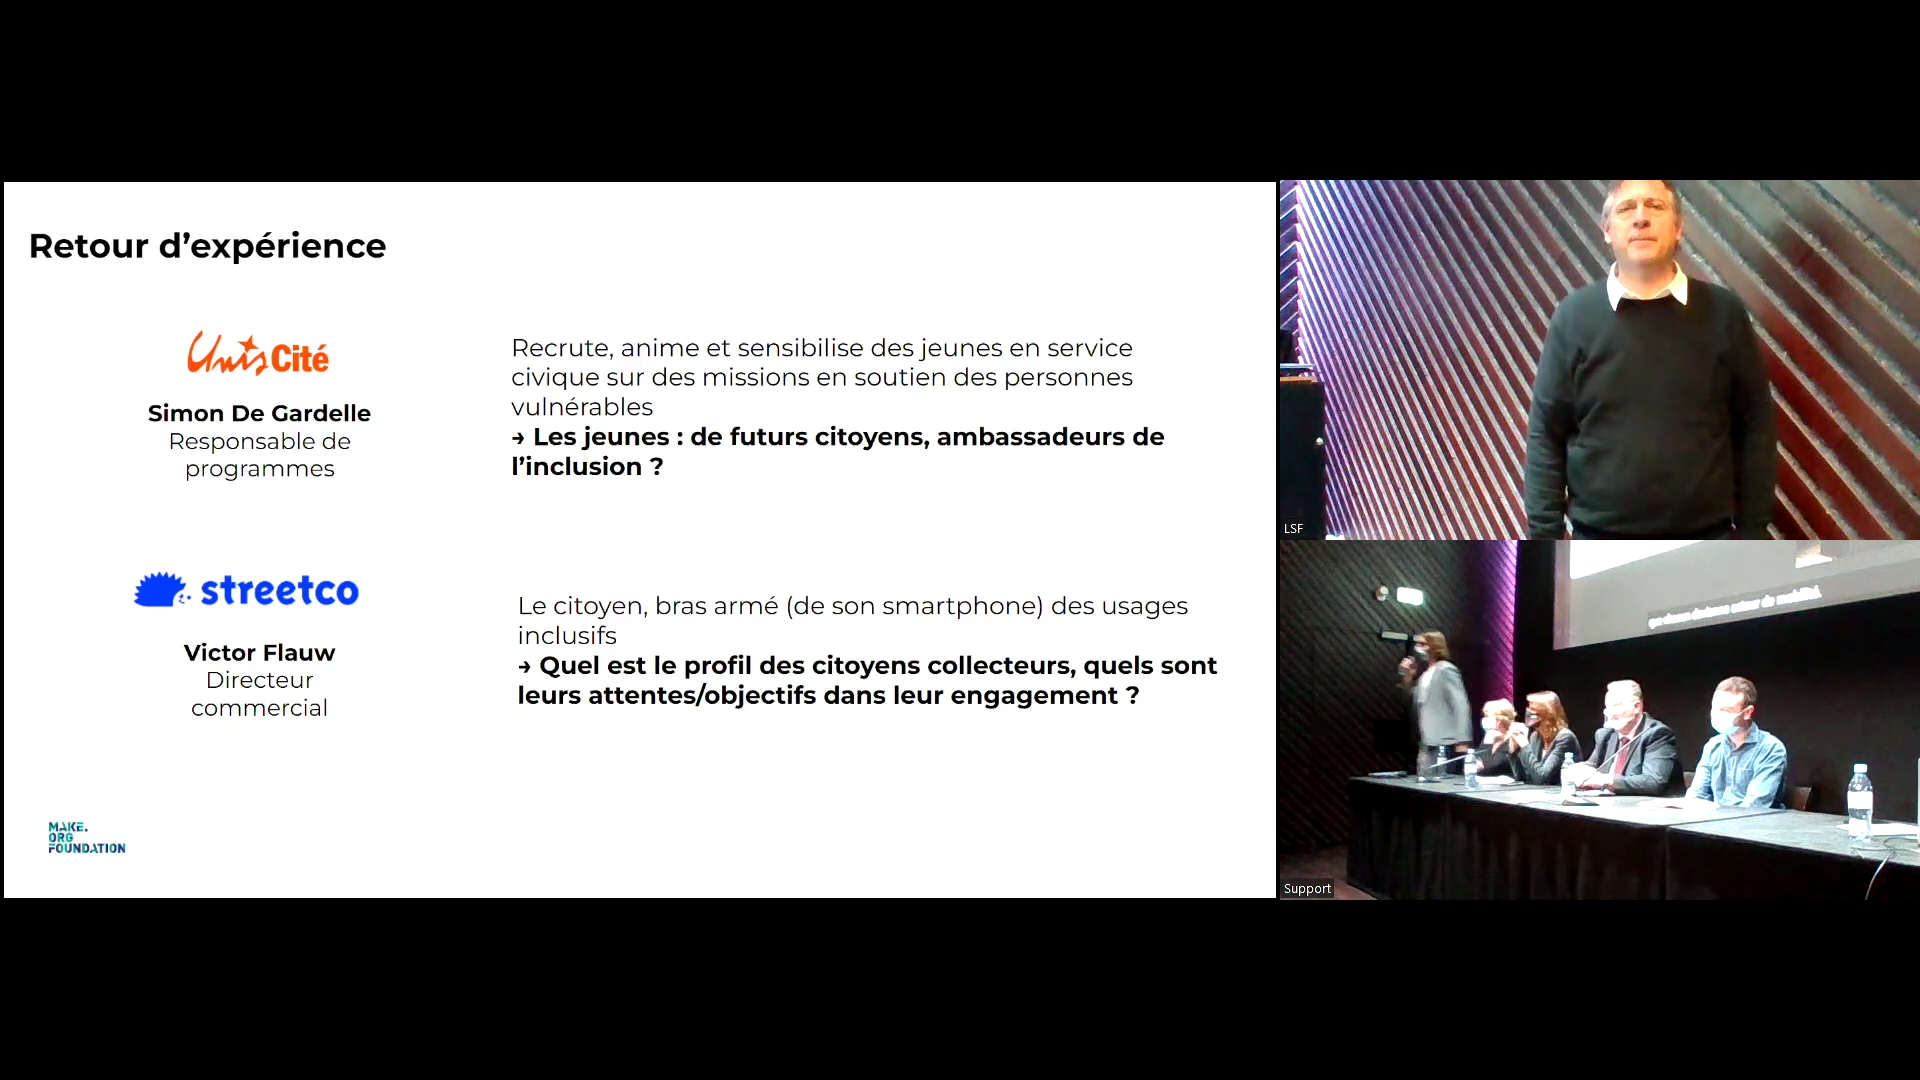 Retour d’expérience
Unis Cité
Simon De Gardelle
Responsable de
programmes
Recrute, anime et sensibilise des jeunes en service
civique sur des missions en soutien des personnes
vulnérables
→ Les jeunes : de futurs citoyens, ambassadeurs de
l’inclusion ?
streetco
Victor Flauw
Directeur
commercial
Le citoyen, bras armé (de son smartphone) des usages
inclusifs
→ Quel est le profil des citoyens collecteurs, quels sont
leurs attentes/objectifs dans leur engagement ?
MAKE.
ORG
FOUNDATION
LSF
Support